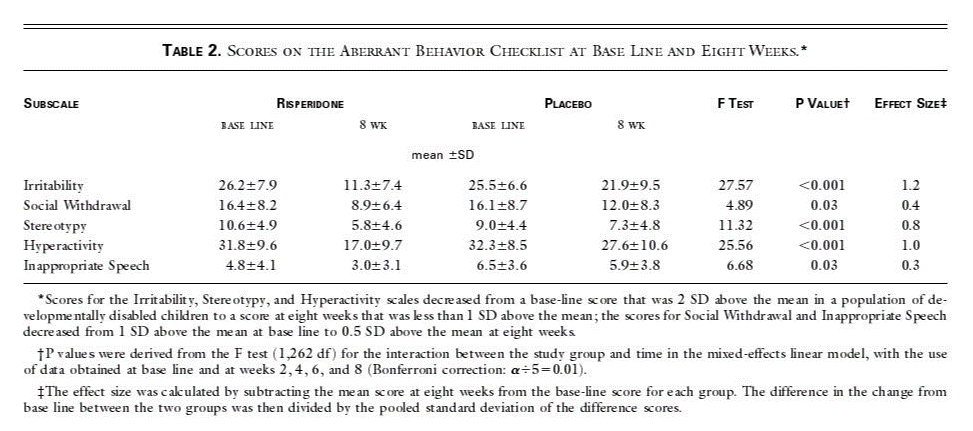 TABLE 2. SCORES ON THE ABERRANT BEHAVIOR CHECKLIST AT BASE LINE AND EIGHT WEEKS.*
SUBSCALE RISPERIDONE PLACEBO F TEST P VALUE† EFFECT SIZE‡
BASE LINE 8 WK BASE LINE 8 WK
mean ±SD
Irritability 26.2±7.9 11.3±7.4 25.5±6.6 21.9±9.5 27.57 <0.001 1.2
Social Withdrawal 16.4±8.2 8.9±6.4 16.1±8.7 12.0±8.3 4.89 0.03 0.4
Stereotypy 10.6±4.9 5.8±4.6 9.0±4.4 7.3±4.8 11.32 <0.001 0.8
Hyperactivity 31.8±9.6 17.0±9.7 32.3±8.5 27.6±10.6 25.56 <0.001 1.0
Inappropriate Speech 4.8±4.1 3.0±3.1 6.5±3.6 5.9±3.8 6.68 0.03 0.3
*Scores for the Irritability, Stereotypy, and Hyperactivity scales decreased from a base-line score that was 2 SD above the mean in a population of de-
velopmentally disabled children to a score at eight weeks that was less than 1 SD above the mean; the scores for Social Withdrawal and Inappropriate Speech
decreased from 1 SD above the mean at base line to 0.5 SD above the mean at eight weeks.
†P values were derived from the F test (1,262 df) for the interaction between the study group and time in the mixed-effects linear model, with the use
of data obtained at base line and at weeks 2, 4, 6, and 8 (Bonferroni correction: α÷5=0.01).
‡The effect size was calculated by subtracting the mean score at eight weeks from the base-line score for each group. The difference in the change from
base line between the two groups was then divided by the pooled standard deviation of the difference scores.